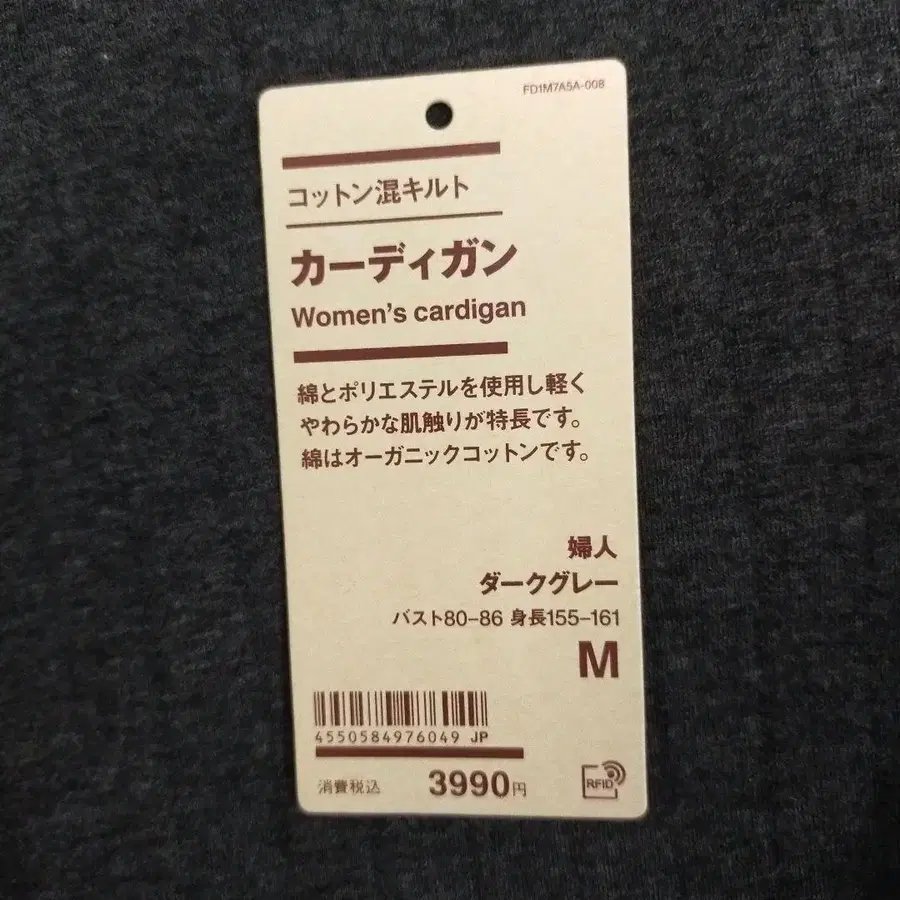 FD1M7A5A-008
コットン混キルト
カーディガン
Women's cardigan
綿とポリエステルを使用し軽く
やわらかな肌触りが特長です。
綿はオーガニックコットンです。
婦人
ダークグレー
バスト80-86 身長155-161
M
4550584976049 JP
消費税込 3990円
RFID